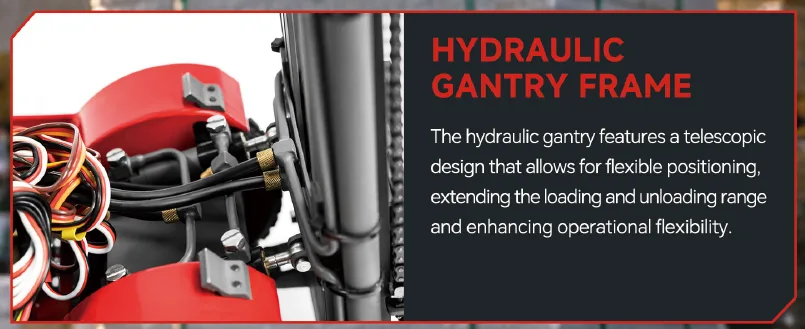 HYDRAULIC
GANTRY FRAME
The hydraulic gantry features a telescopic
design that allows for flexible positioning,
extending the loading and unloading range
and enhancing operational flexibility.